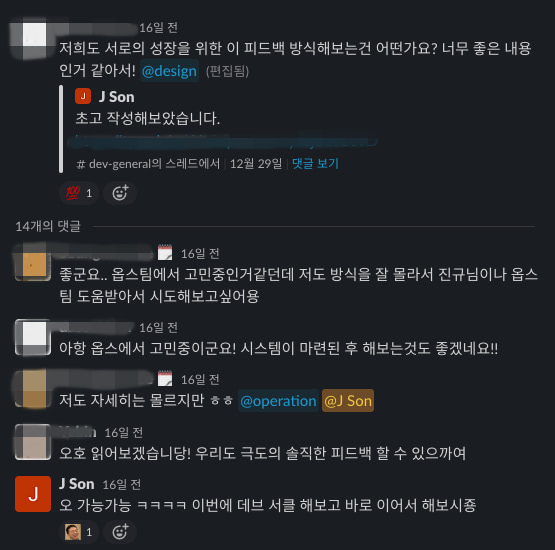 16일 전
저희도 서로의 성장을 위한 이 피드백 방식해보는건 어떤가요? 너무 좋은 내용
인거 같아서! @design (편집됨)
J J Son
초고 작성해보았습니다.
# dev-general의 스레드에서 | 12월 29일 | 댓글 보기
💯 1
14개의 댓글
16일 전
좋군요.. 옵스팀에서 고민중인거같던데 저도 방식을 잘 몰라서 진규님이나 옵스
팀 도움받아서 시도해보고싶어용
16일 전
아항 옵스에서 고민중이군요! 시스템이 마련된 후 해보는것도 좋겠네요!!
16일 전
저도 자세히는 몰르지만 ㅎㅎ @operation @J Son
16일 전
오호 읽어보겠습니당! 우리도 극도의 솔직한 피드백 할 수 있으까여
J J Son 16일 전
오 가능가능 ㅋㅋㅋㅋ 이번에 데브 서클 해보고 바로 이어서 해보시죵
1